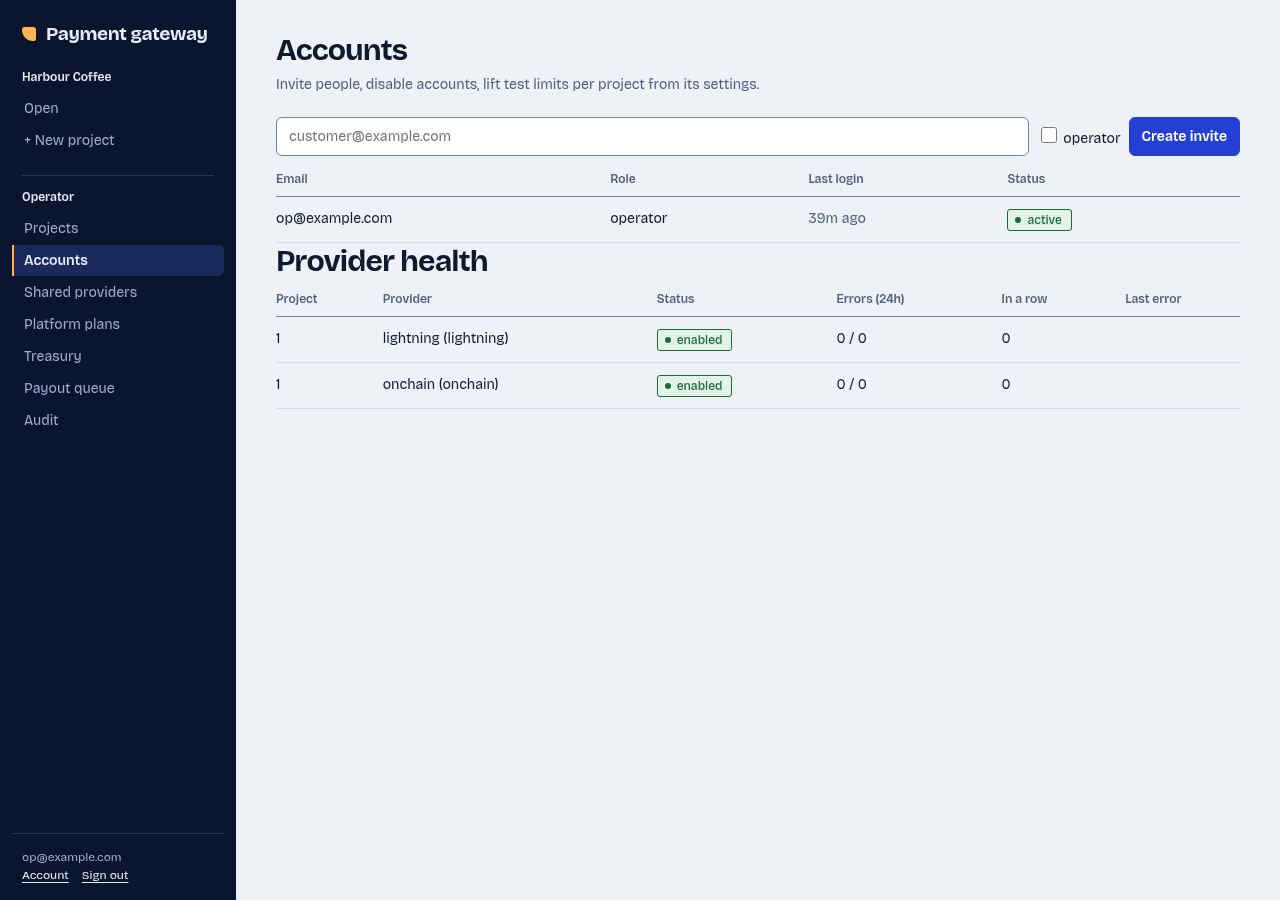 Payment gateway
Harbour Coffee
Open
+ New project
Operator
Projects
Accounts
Shared providers
Platform plans
Treasury
Payout queue
Audit
op@example.com
Account Sign out
Accounts
Invite people, disable accounts, lift test limits per project from its settings.
customer@example.com operator Create invite
Email Role Last login Status
op@example.com operator 39m ago active
Provider health
Project Provider Status Errors (24h) In a row Last error
1 lightning (lightning) enabled 0 / 0 0
1 onchain (onchain) enabled 0 / 0 0